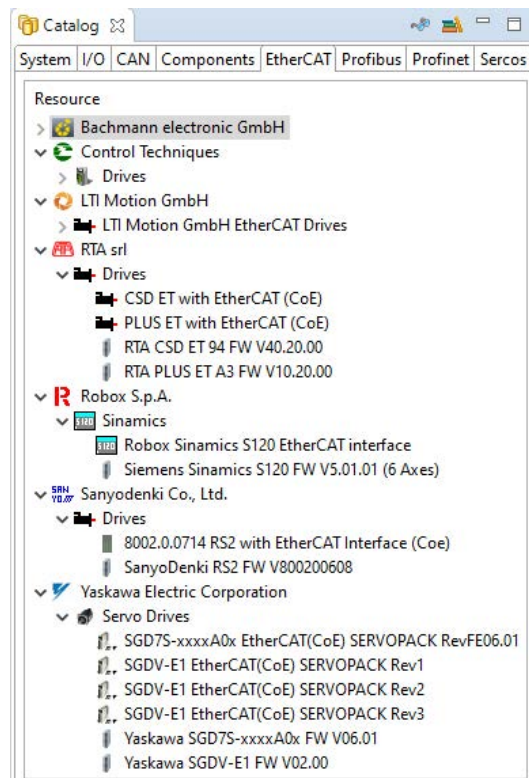 Catalog
System I/O CAN Components EtherCAT Profibus Profinet Sercos
Resource
Bachmann electronic GmbH
Control Techniques
Drives
LTI Motion GmbH
LTI Motion GmbH EtherCAT Drives
RTA srl
Drives
CSD ET with EtherCAT (CoE)
PLUS ET with EtherCAT (CoE)
RTA CSD ET 94 FW V40.20.00
RTA PLUS ET A3 FW V10.20.00
Robox S.p.A.
Sinamics
Robox Sinamics S120 EtherCAT interface
Siemens Sinamics S120 FW V5.01.01 (6 Axes)
Sanyodenki Co., Ltd.
Drives
8002.0.0714 RS2 with EtherCAT Interface (Coe)
SanyoDenki RS2 FW V800200608
Yaskawa Electric Corporation
Servo Drives
SGD7S-xxxxA0x EtherCAT(CoE) SERVOPACK RevFE06.01
SGDV-E1 EtherCAT(CoE) SERVOPACK Rev1
SGDV-E1 EtherCAT(CoE) SERVOPACK Rev2
SGDV-E1 EtherCAT(CoE) SERVOPACK Rev3
Yaskawa SGD7S-xxxxA0x FW V06.01
Yaskawa SGDV-E1 FW V02.00